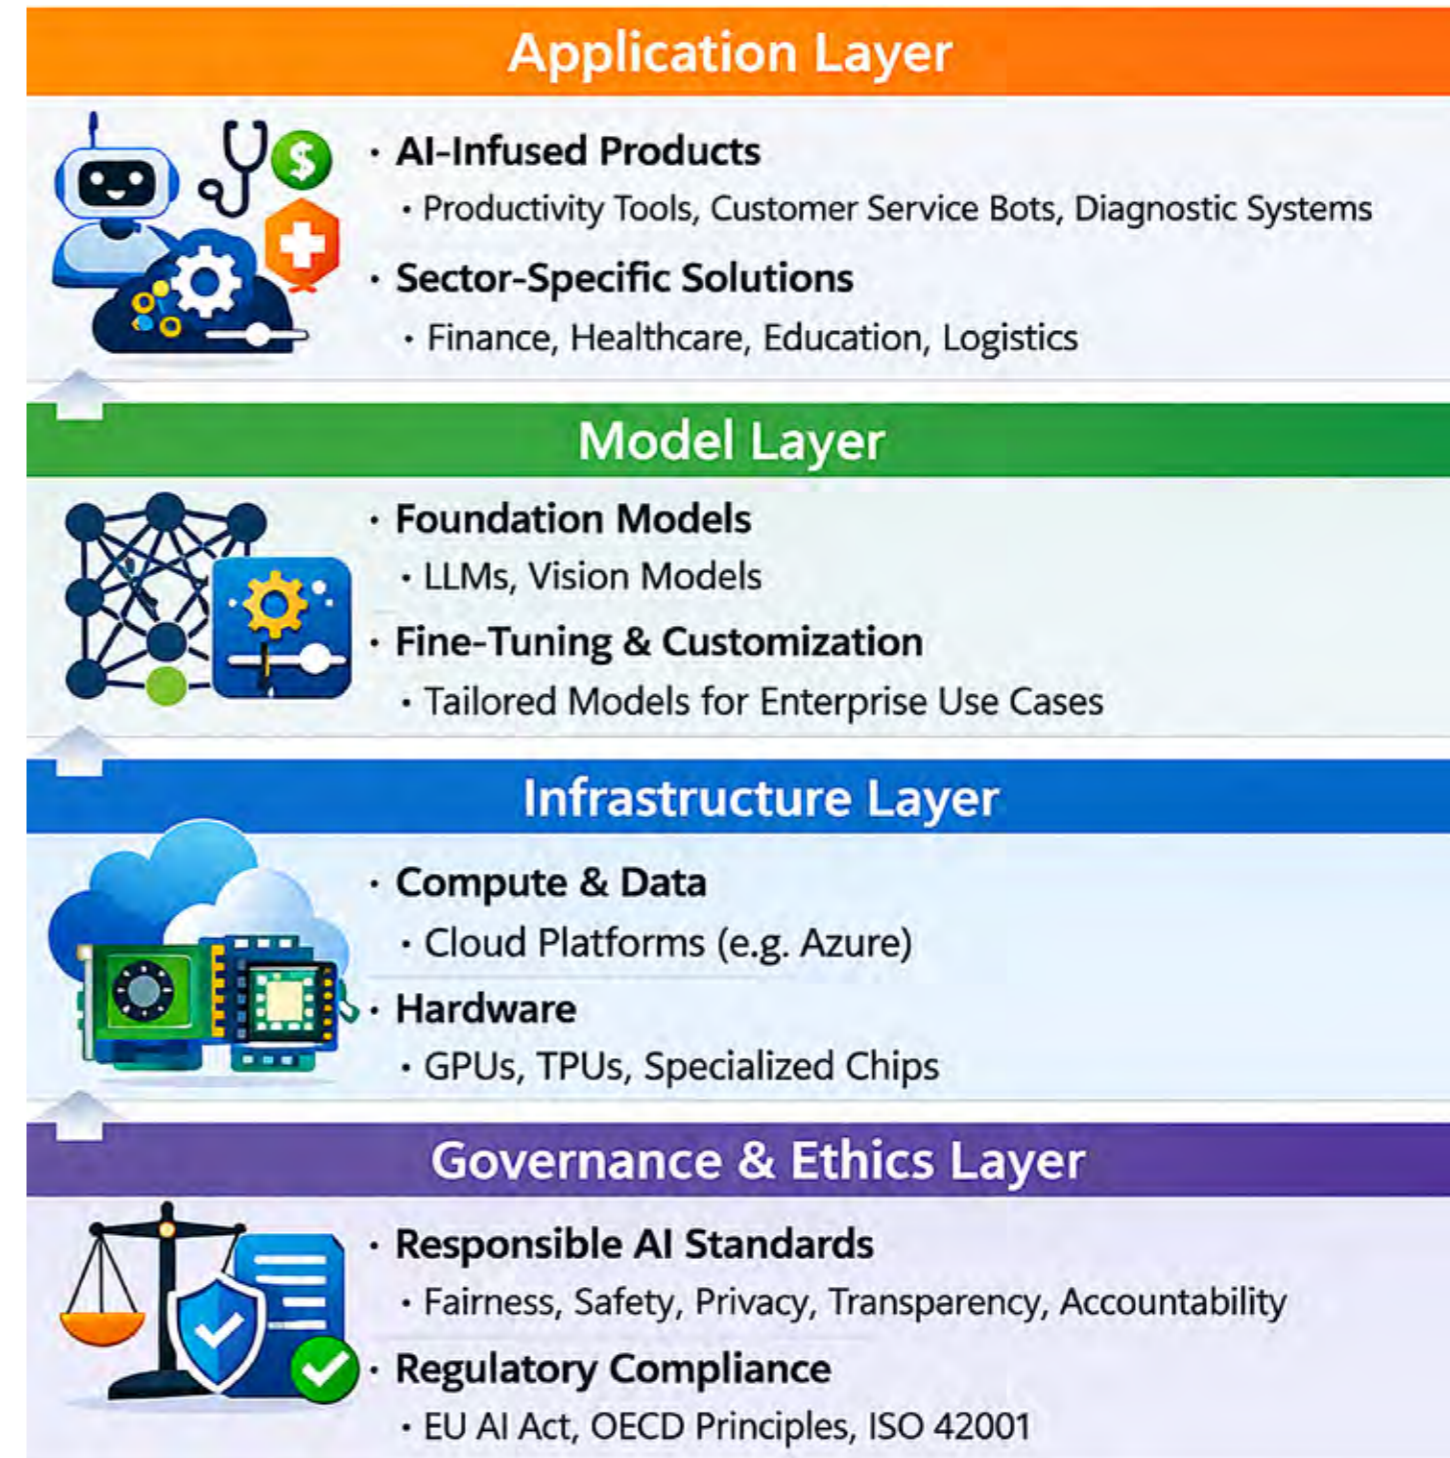 Application Layer
· AI-Infused Products
· Productivity Tools, Customer Service Bots, Diagnostic Systems
· Sector-Specific Solutions
· Finance, Healthcare, Education, Logistics
Model Layer
· Foundation Models
· LLMs, Vision Models
· Fine-Tuning & Customization
· Tailored Models for Enterprise Use Cases
Infrastructure Layer
· Compute & Data
· Cloud Platforms (e.g. Azure)
· Hardware
· GPUs, TPUs, Specialized Chips
Governance & Ethics Layer
· Responsible AI Standards
· Fairness, Safety, Privacy, Transparency, Accountability
· Regulatory Compliance
· EU AI Act, OECD Principles, ISO 42001